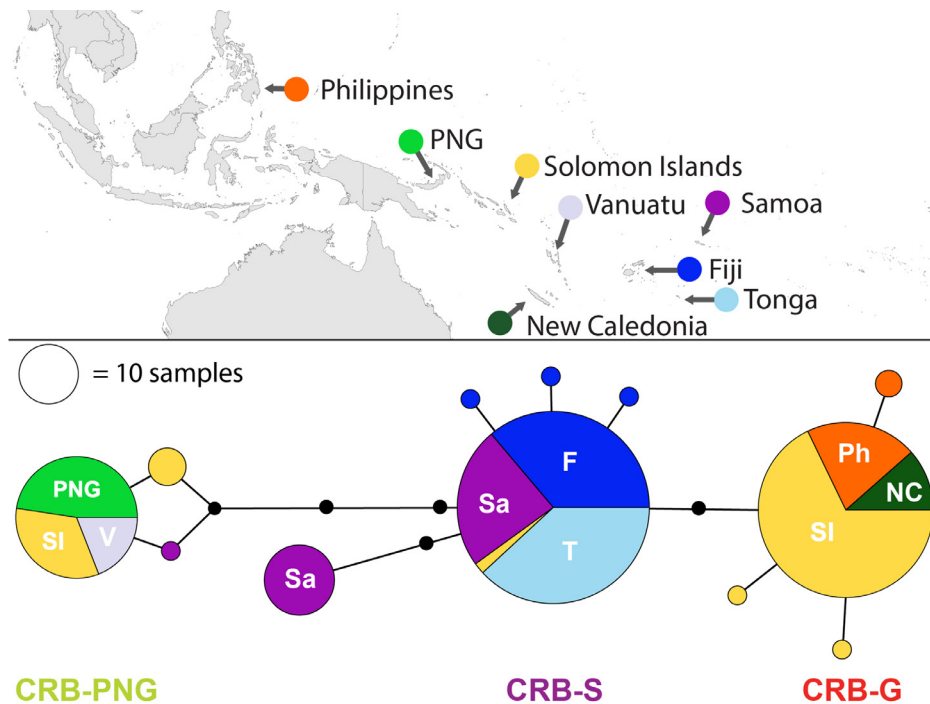 Philippines
PNG
Solomon Islands
Vanuatu
Samoa
Fiji
Tonga
New Caledonia
= 10 samples
PNG
SI
V
Sa
Sa
F
T
Ph
NC
SI
CRB-PNG
CRB-S
CRB-G